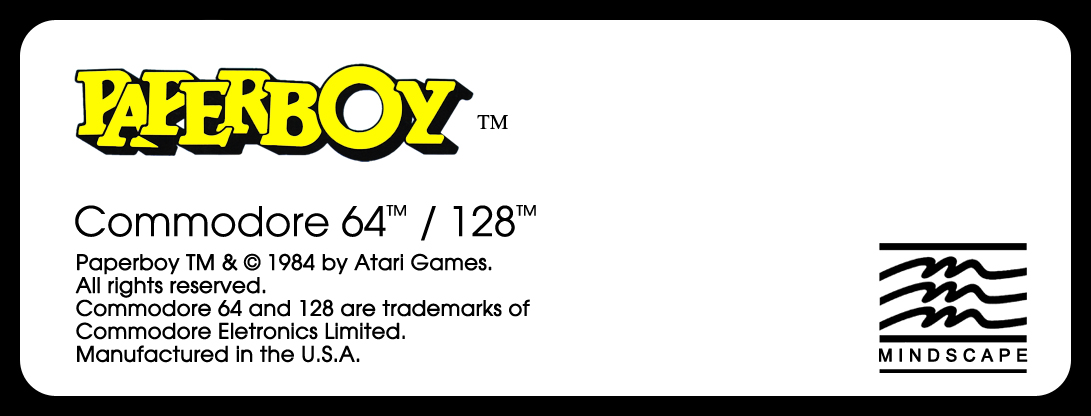 PAPERBOY TM
Commodore 64™ / 128™
Paperboy TM & © 1984 by Atari Games.
All rights reserved.
Commodore 64 and 128 are trademarks of
Commodore Eletronics Limited.
Manufactured in the U.S.A.
MINDSCAPE